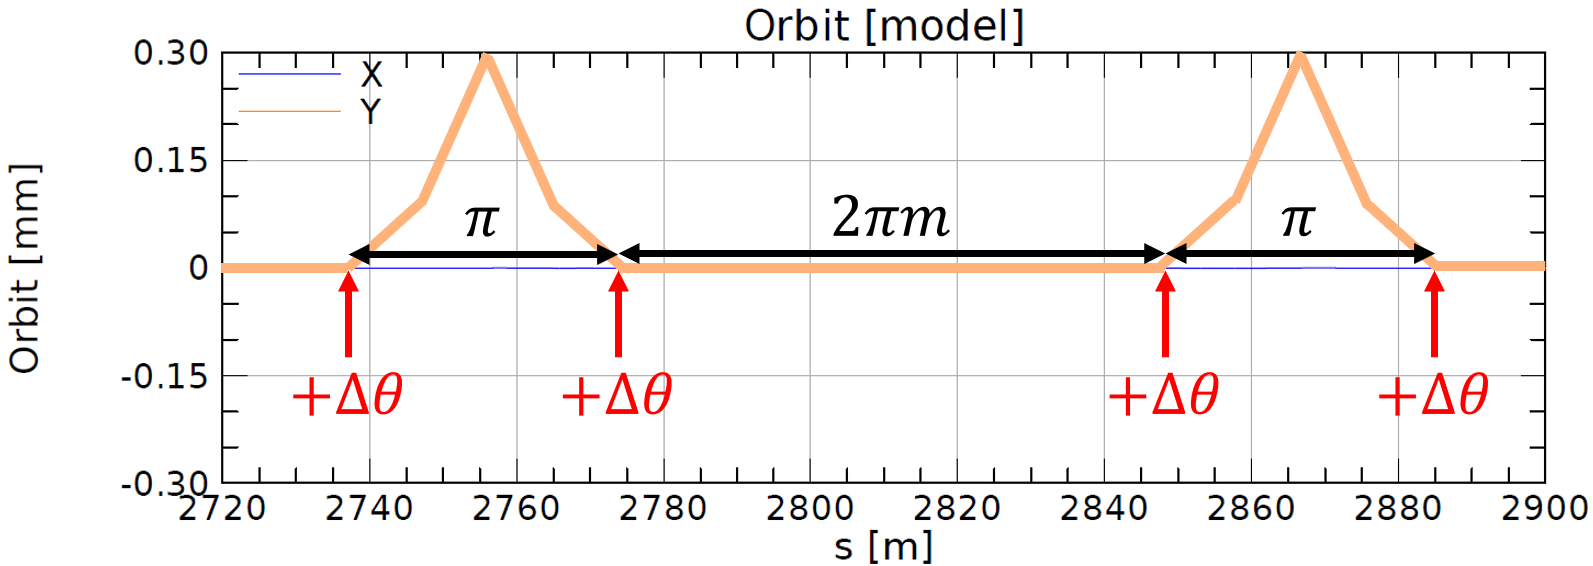 Orbit [model]
Orbit [mm]
0.30
0.15
0
-0.15
-0.30
X
Y
π
2πm
π
+Δθ
+Δθ
+Δθ
+Δθ
2720
2740
2760
2780
2800
2820
2840
2860
2880
2900
s [m]